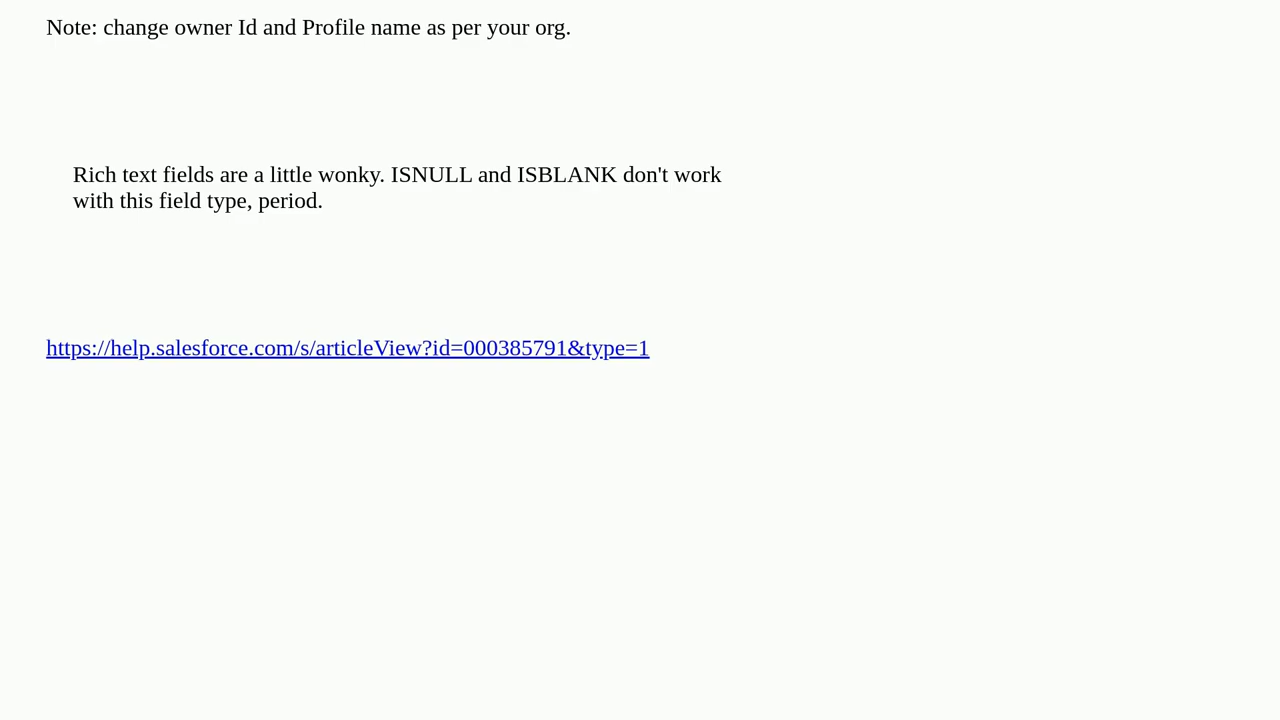 Note: change owner Id and Profile name as per your org.
Rich text fields are a little wonky. ISNULL and ISBLANK don't work
with this field type, period.
https://help.salesforce.com/s/articleView?id=000385791&type=1